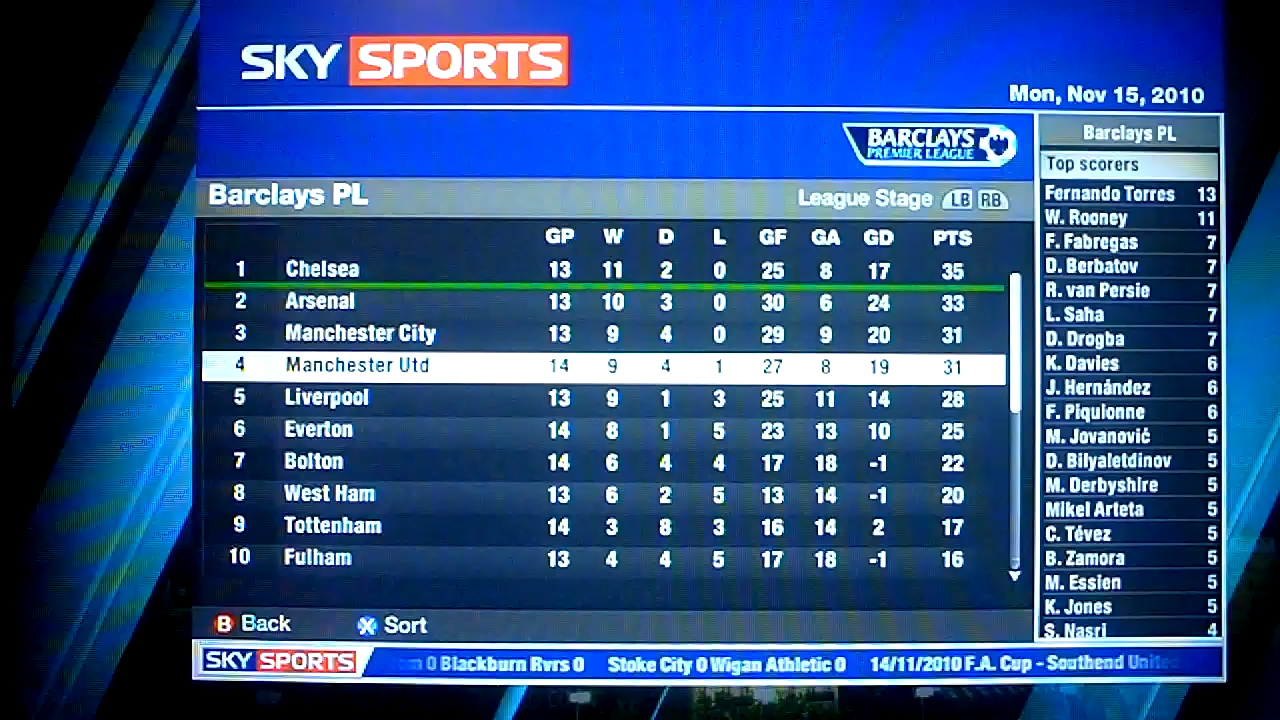 SKY SPORTS
Mon, Nov 15, 2010
BARCLAYS
PREMIER LEAGUE
Barclays PL
League Stage LB RB
GP W D L GF GA GD PTS
1 Chelsea 13 11 2 0 25 8 17 35
2 Arsenal 13 10 3 0 30 6 24 33
3 Manchester City 13 9 4 0 29 9 20 31
4 Manchester Utd 14 9 4 1 27 8 19 31
5 Liverpool 13 9 1 3 25 11 14 28
6 Everton 14 8 1 5 23 13 10 25
7 Bolton 14 6 4 4 17 18 -1 22
8 West Ham 13 6 2 5 13 14 -1 20
9 Tottenham 14 3 8 3 16 14 2 17
10 Fulham 13 4 4 5 17 18 -1 16
B Back X Sort
Barclays PL
Top scorers
Fernando Torres 13
W. Rooney 11
F. Fabregas 7
D. Berbatov 7
R. van Persie 7
L. Saha 7
D. Drogba 7
K. Davies 6
J. Hernández 6
F. Piquionne 6
M. Jovanović 5
D. Bilyaletdinov 5
M. Derbyshire 5
Mikel Arteta 5
C. Tévez 5
B. Zamora 5
M. Essien 5
K. Jones 5
S. Nasri 4
SKY SPORTS 0 Blackburn Rvrs 0 Stoke City 0 Wigan Athletic 0 14/11/2010 F.A. Cup - Southend Unite